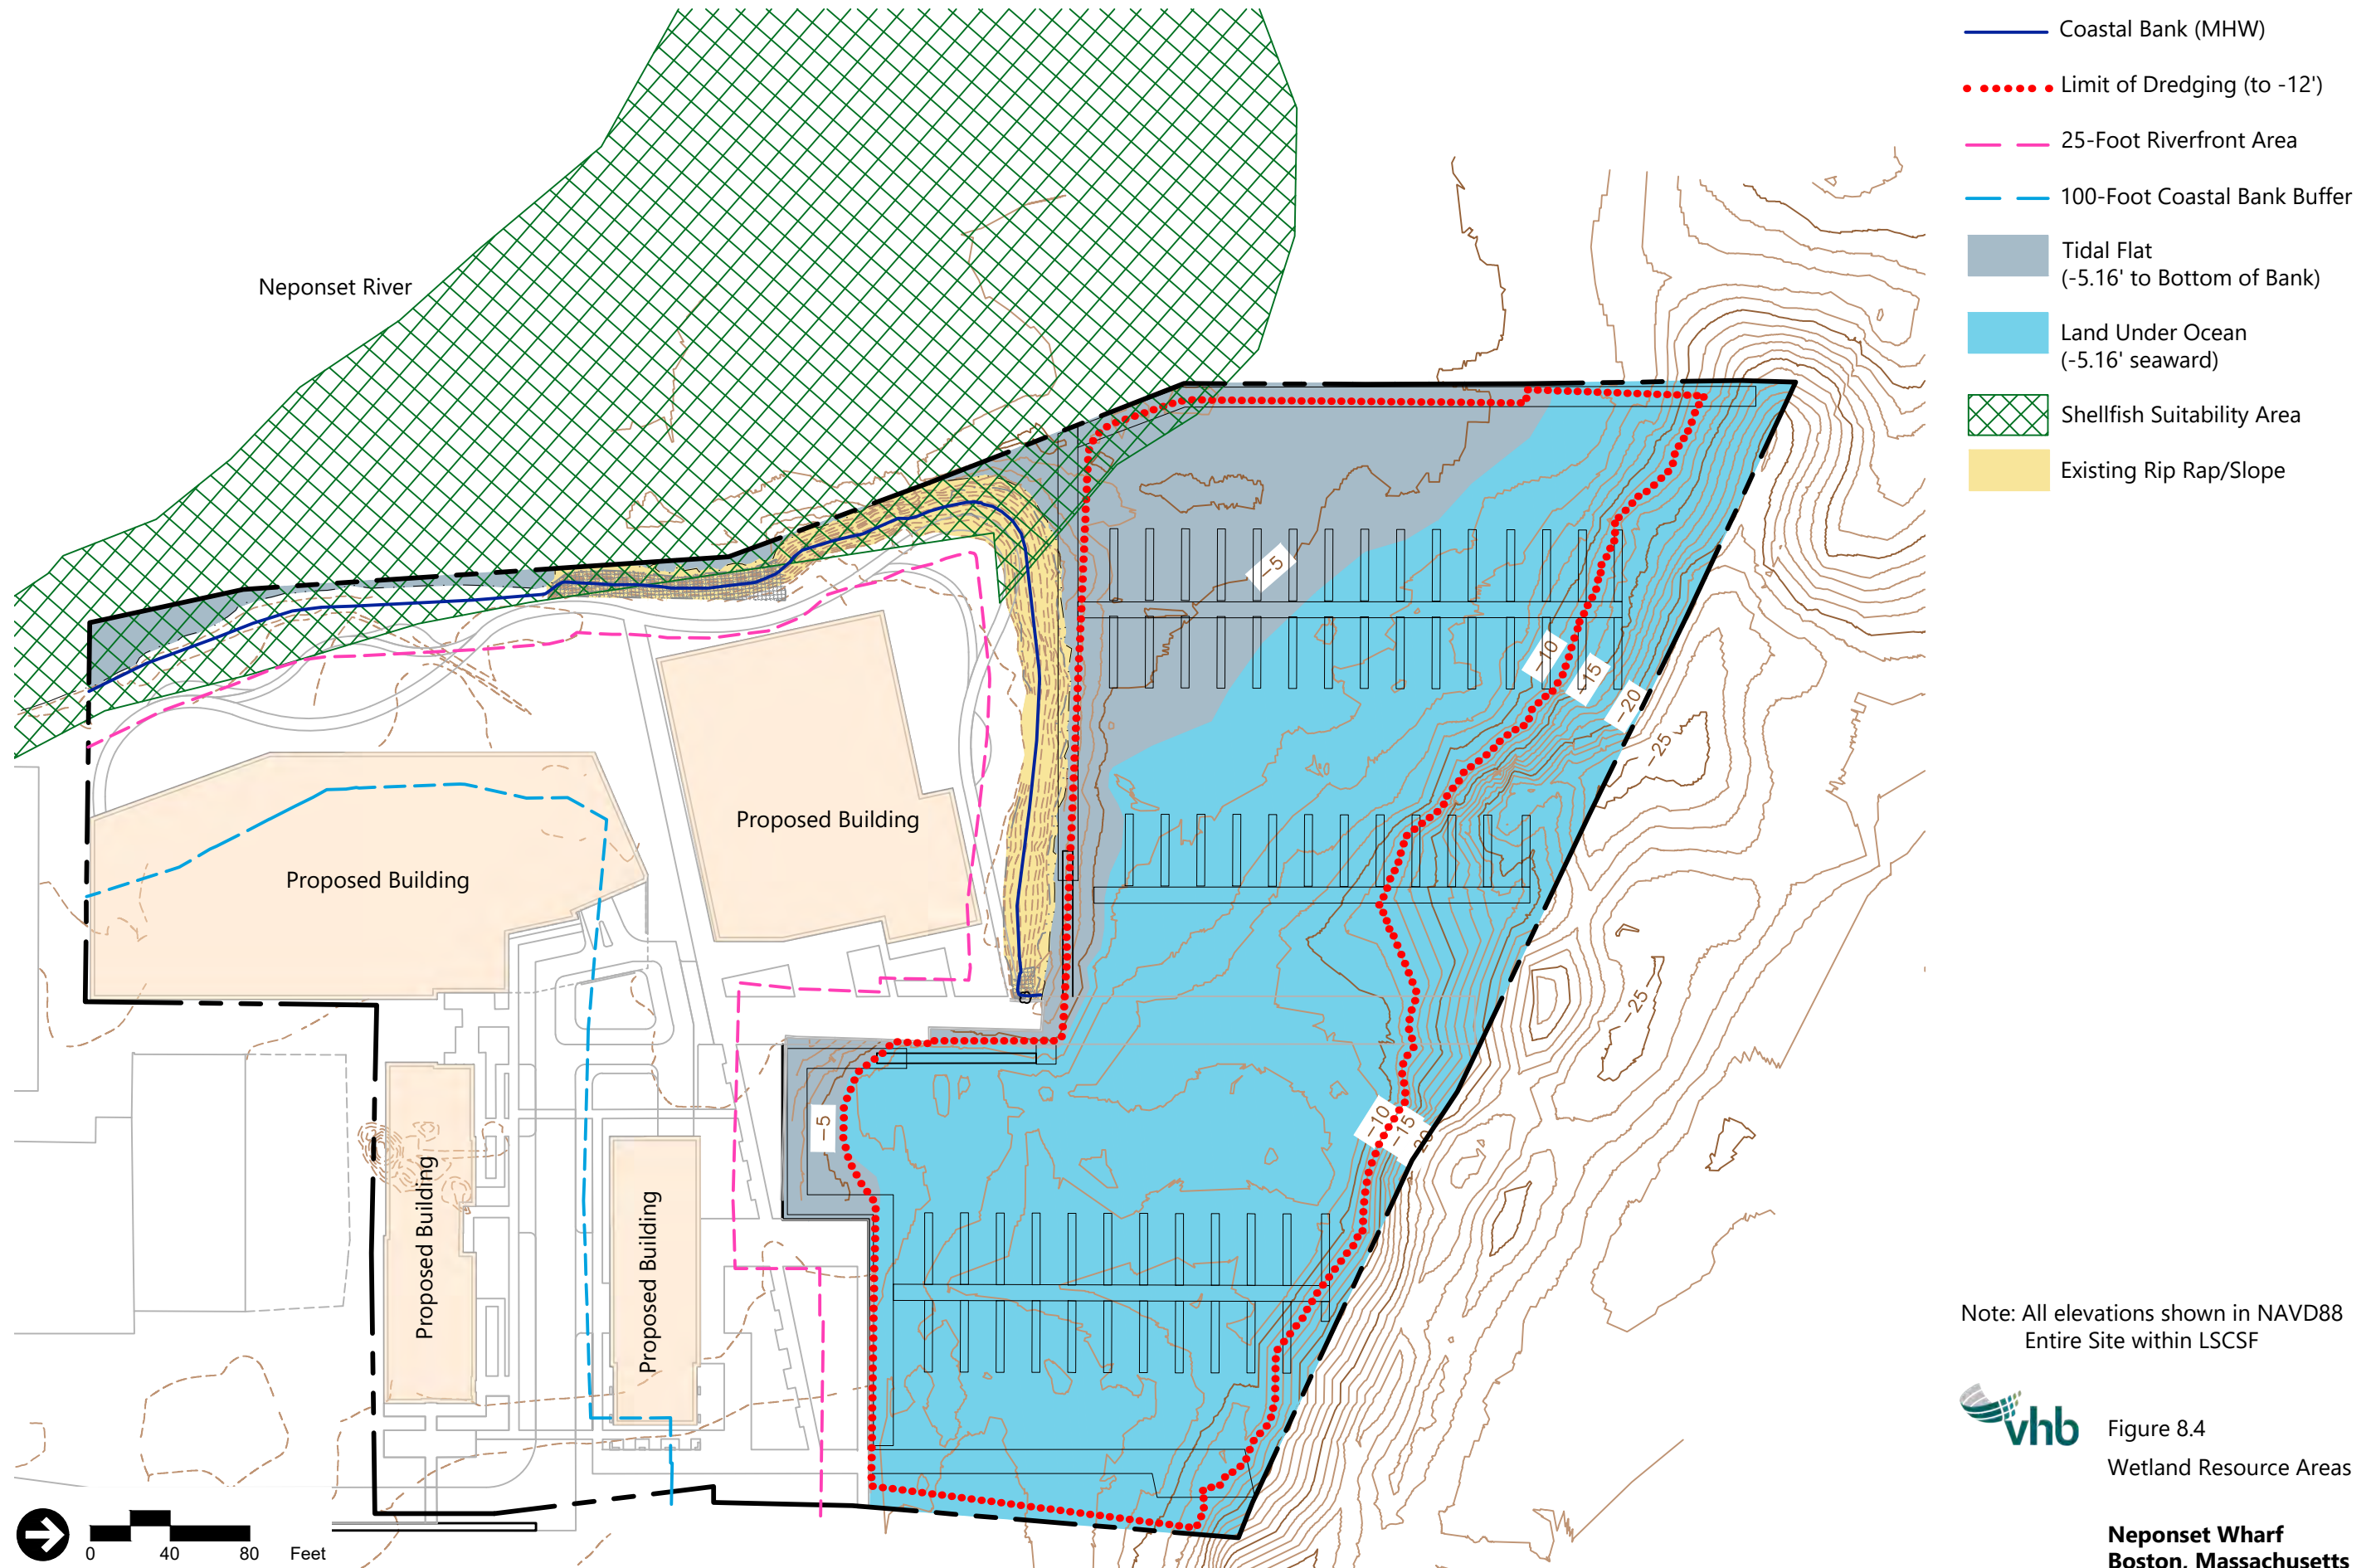 Coastal Bank (MHW)
Limit of Dredging (to -12')
25-Foot Riverfront Area
100-Foot Coastal Bank Buffer
Tidal Flat
(-5.16' to Bottom of Bank)
Land Under Ocean
(-5.16' seaward)
Shellfish Suitability Area
Existing Rip Rap/Slope
Neponset River
-5
-10
-15
-20
-25
Proposed Building
Proposed Building
-25
-5
-10
-15
-20
Proposed Building
Proposed Building
Note: All elevations shown in NAVD88
Entire Site within LSCSF
vhb
Figure 8.4
Wetland Resource Areas
Neponset Wharf
Boston, Massachusetts
0 40 80 Feet